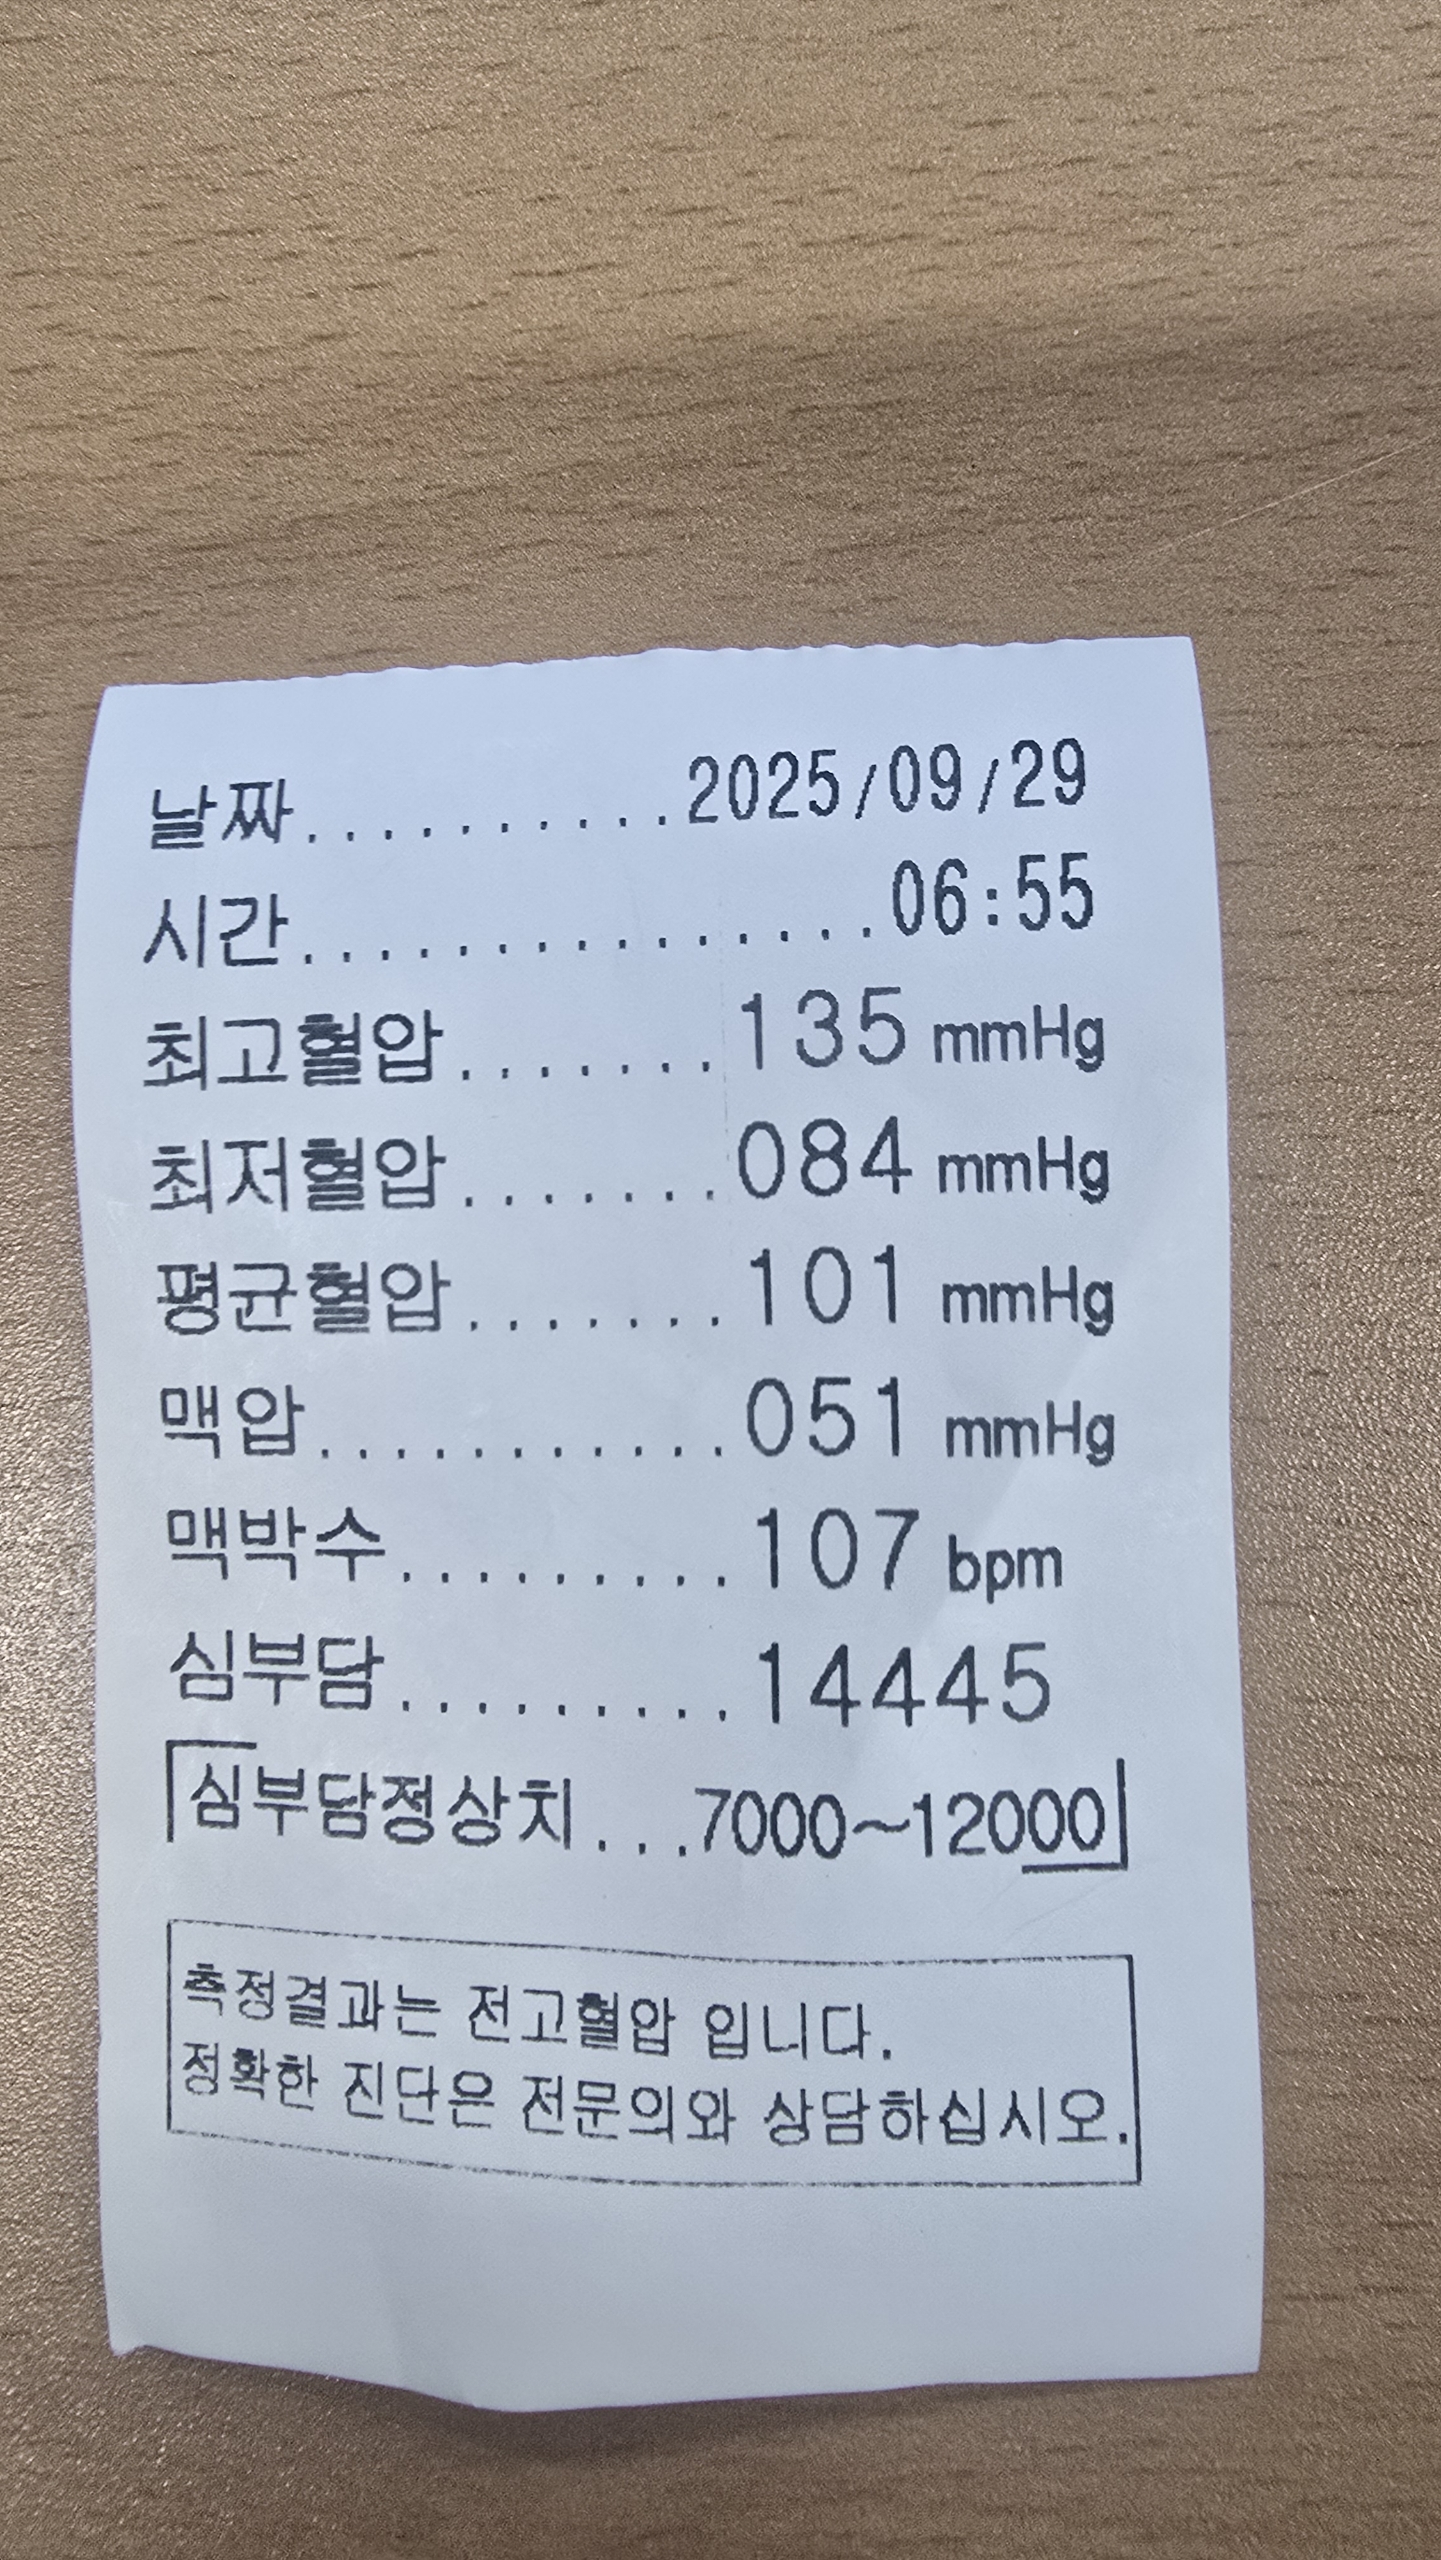 날짜..........2025/09/29
시간...............06:55
최고혈압.......135 mmHg
최저혈압.......084 mmHg
평균혈압.......101 mmHg
맥압...........051 mmHg
맥박수.........107 bpm
심부담.........14445
심부담정상치...7000~12000
측정결과는 전고혈압 입니다.
정확한 진단은 전문의와 상담하십시오.